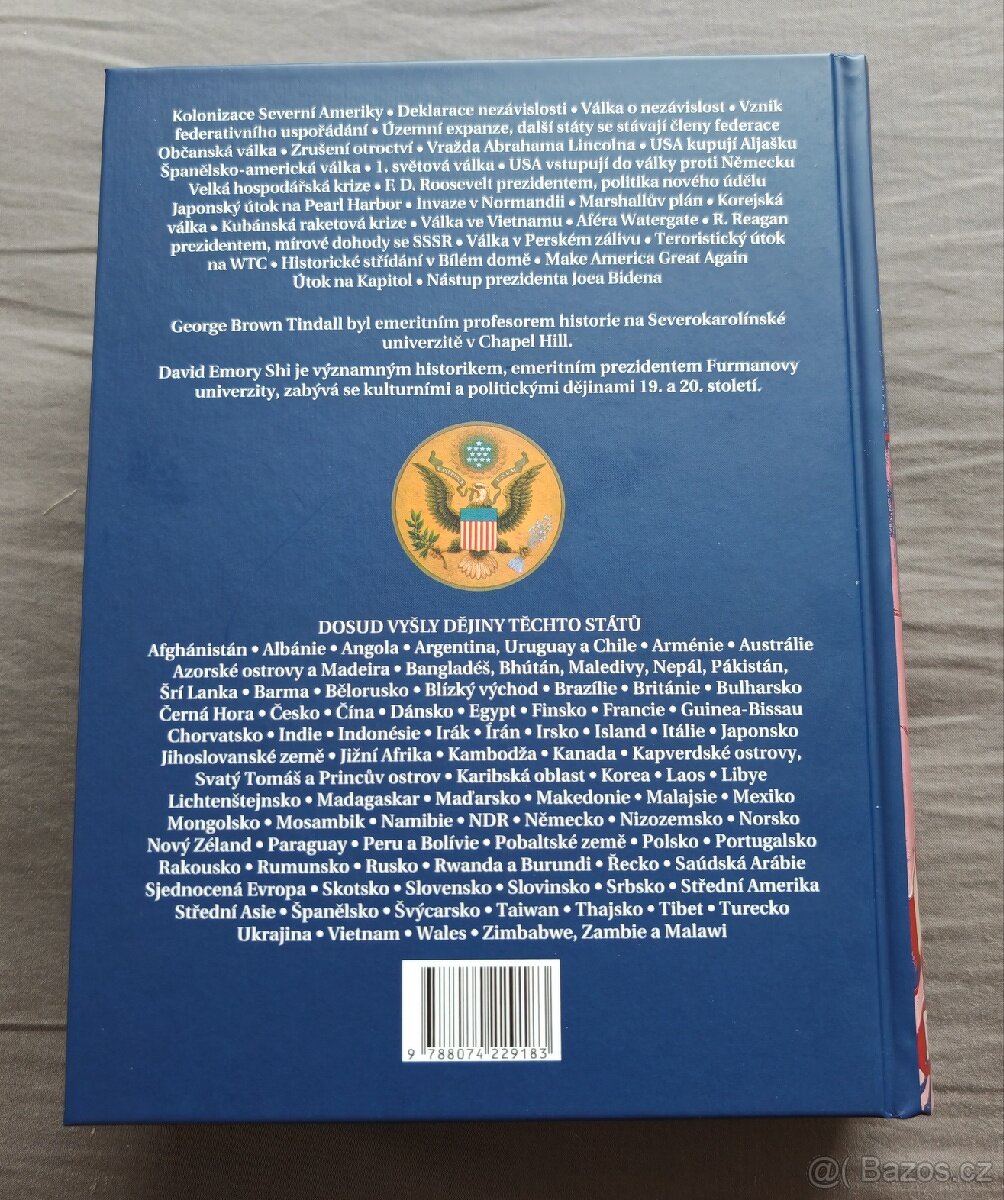 Kolonizace Severní Ameriky • Deklarace nezávislosti • Válka o nezávislost • Vznik
federativního uspořádání • Územní expanze, další státy se stávají členy federace
Občanská válka • Zrušení otroctví • Vražda Abrahama Lincolna • USA kupují Aljašku
Španělsko-americká válka • 1. světová válka • USA vstupují do války proti Německu
Velká hospodářská krize • F. D. Roosevelt prezidentem, politika nového údělu
Japonský útok na Pearl Harbor • Invaze v Normandii • Marshallův plán • Korejská
válka • Kubánská raketová krize • Válka ve Vietnamu • Aféra Watergate • R. Reagan
prezidentem, mírové dohody se SSSR • Válka v Perském zálivu • Teroristický útok
na WTC • Historické střídání v Bílém domě • Make America Great Again
Útok na Kapitol • Nástup prezidenta Joea Bidena
George Brown Tindall byl emeritním profesorem historie na Severokarolínské
univerzitě v Chapel Hill.
David Emory Shi je významným historikem, emeritním prezidentem Furmanovy
univerzity, zabývá se kulturními a politickými dějinami 19. a 20. století.
DOSUD VYŠLY DĚJINY TĚCHTO STÁTŮ
Afghánistán • Albánie • Angola • Argentina, Uruguay a Chile • Arménie • Austrálie
Azorské ostrovy a Madeira • Bangladéš, Bhútán, Maledivy, Nepál, Pákistán,
Šrí Lanka • Barma • Bělorusko • Blízký východ • Brazílie • Británie • Bulharsko
Černá Hora • Česko • Čína • Dánsko • Egypt • Finsko • Francie • Guinea-Bissau
Chorvatsko • Indie • Indonésie • Irák • Írán • Irsko • Island • Itálie • Japonsko
Jihoslovanské země • Jižní Afrika • Kambodža • Kanada • Kapverdské ostrovy,
Svatý Tomáš a Princův ostrov • Karibská oblast • Korea • Laos • Libye
Lichtenštejnsko • Madagaskar • Maďarsko • Makedonie • Malajsie • Mexiko
Mongolsko • Mosambik • Namibie • NDR • Německo • Nizozemsko • Norsko
Nový Zéland • Paraguay • Peru a Bolívie • Pobaltské země • Polsko • Portugalsko
Rakousko • Rumunsko • Rusko • Rwanda a Burundi • Řecko • Saúdská Arábie
Sjednocená Evropa • Skotsko • Slovensko • Slovinsko • Srbsko • Střední Amerika
Střední Asie • Španělsko • Švýcarsko • Taiwan • Thajsko • Tibet • Turecko
Ukrajina • Vietnam • Wales • Zimbabwe, Zambie a Malawi
9 788074 229183
@( Bazos.cz